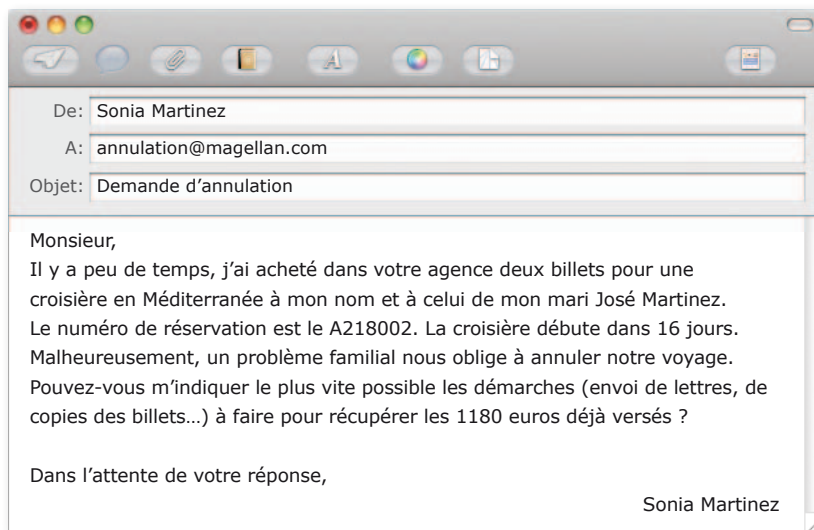 De: Sonia Martinez
A: annulation@magellan.com
Objet: Demande d’annulation
Monsieur,
Il y a peu de temps, j’ai acheté dans votre agence deux billets pour une
croisière en Méditerranée à mon nom et à celui de mon mari José Martinez.
Le numéro de réservation est le A218002. La croisière débute dans 16 jours.
Malheureusement, un problème familial nous oblige à annuler notre voyage.
Pouvez-vous m’indiquer le plus vite possible les démarches (envoi de lettres, de
copies des billets…) à faire pour récupérer les 1180 euros déjà versés ?
Dans l’attente de votre réponse,
Sonia Martinez